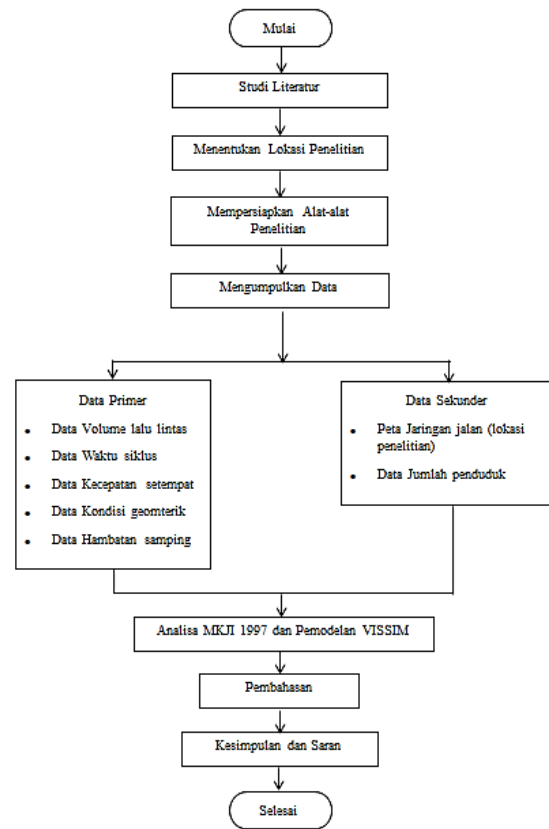 Mulai
Studi Literatur
Menentukan Lokasi Penelitian
Mempersiapkan Alat-alat
Penelitian
Mengumpulkan Data
Data Primer
• Data Volume lalu lintas
• Data Waktu siklus
• Data Kecepatan setempat
• Data Kondisi geomterik
• Data Hambatan samping
Data Sekunder
• Peta Jaringan jalan (lokasi
penelitian)
• Data Jumlah penduduk
Analisa MKJI 1997 dan Pemodelan VISSIM
Pembahasan
Kesimpulan dan Saran
Selesai